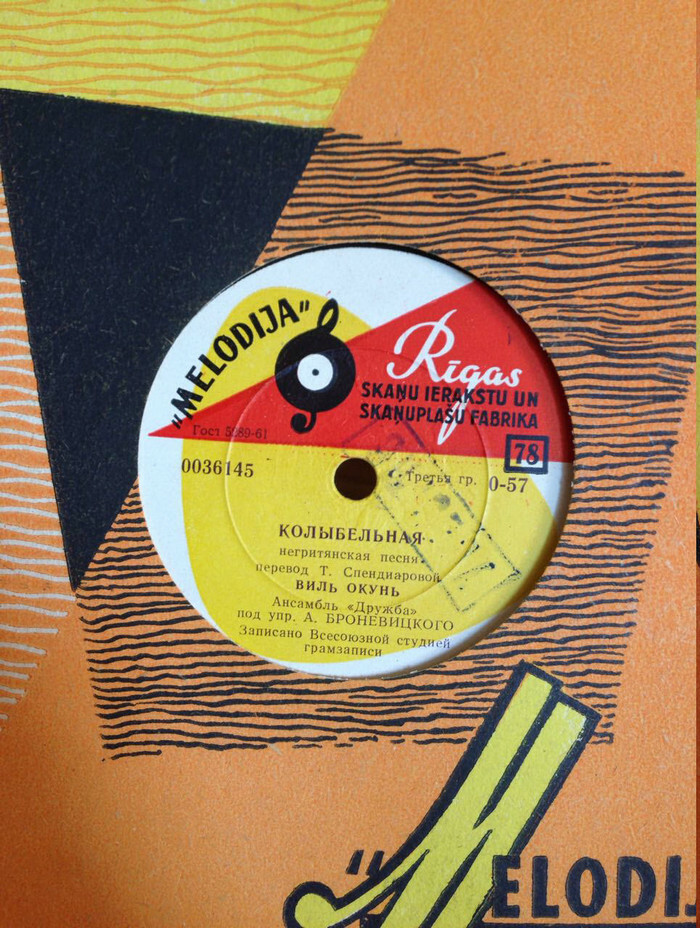 "MELODIJA"
Rīgas
SKAŅU IERAKSTU UN
SKAŅUPLAŠU FABRIKA
Гост 5289-61
78
0036145
Третья гр. 0-57
КОЛЫБЕЛЬНАЯ
негритянская песня
перевод Т. Спендиаровой
ВИЛЬ ОКУНЬ
Ансамбль «Дружба»
под упр. А. БРОНЕВИЦКОГО
Записано Всесоюзной студией
грамзаписи
"MELODI